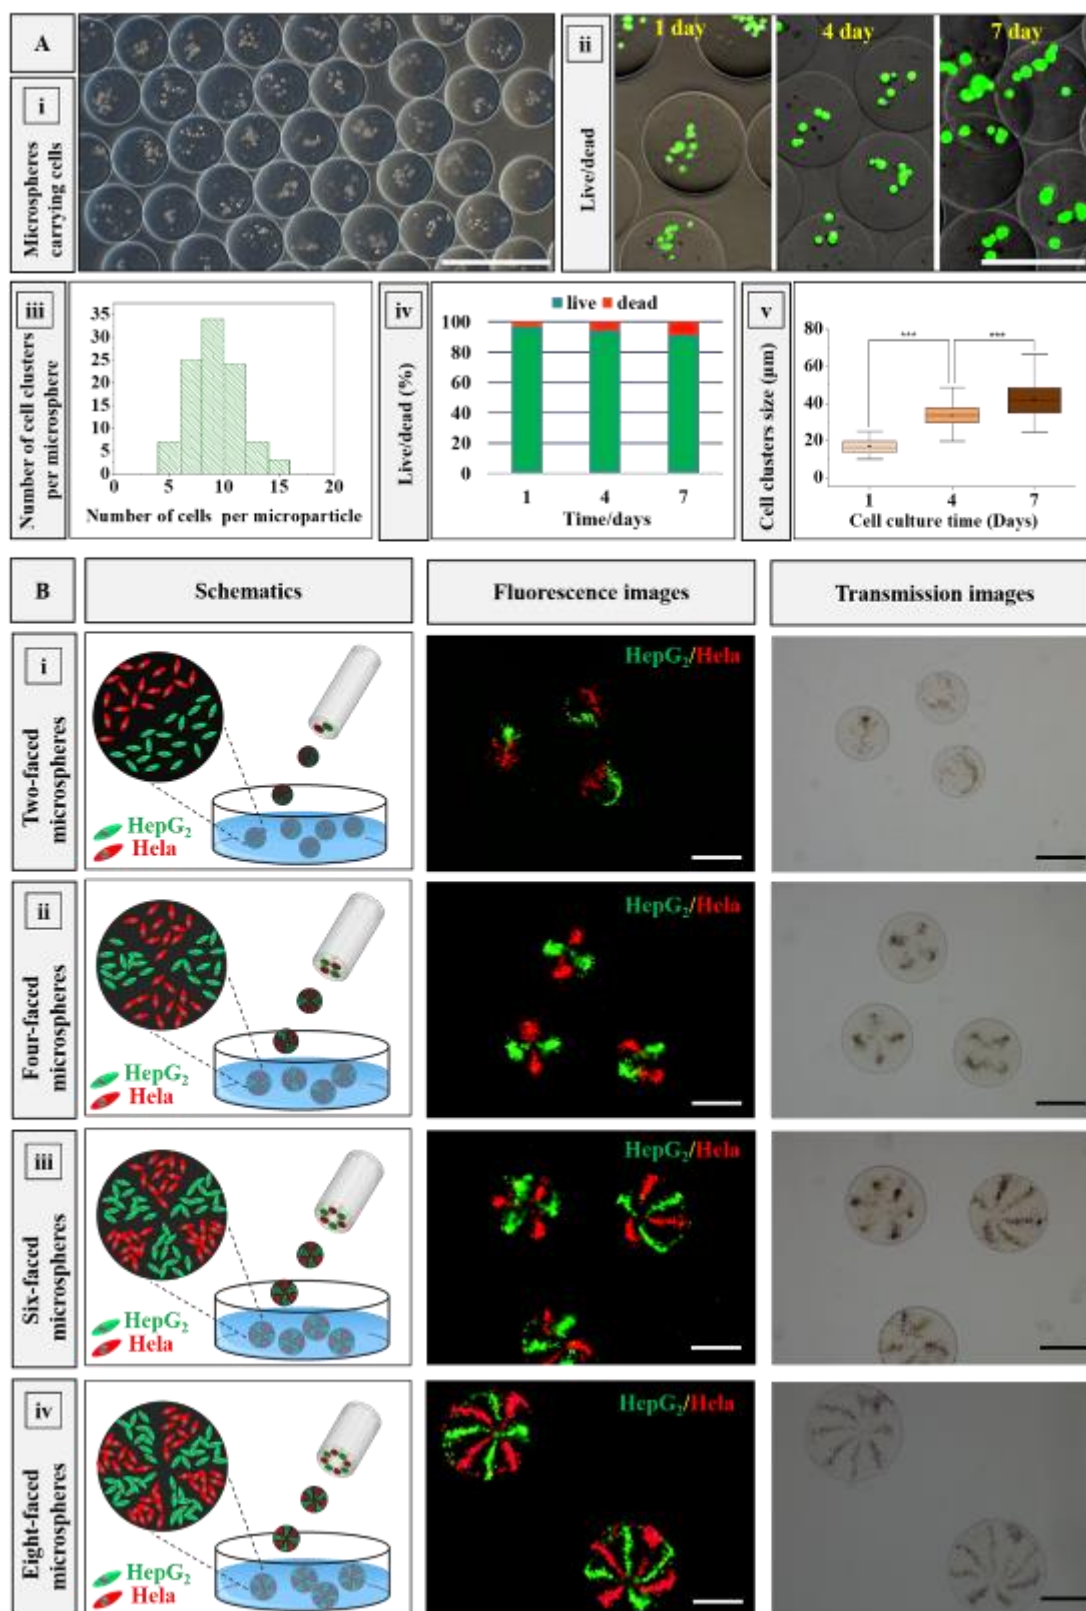 A
i
Microspheres
carrying cells
ii
Live/dead
1 day
4 day
7 day
iii
Number of cell clusters
per microsphere
35
30
25
20
15
10
5
0
0
5
10
15
20
Number of cells per microparticle
iv
live
dead
Live/dead (%)
100
80
60
40
20
0
1
4
7
Time/days
v
Cell clusters size (μm)
80
60
40
20
0
***
***
1
4
7
Cell culture time (Days)
B
Schematics
Fluorescence images
Transmission images
i
Two-faced
microspheres
HepG₂
Hela
HepG₂/Hela
ii
Four-faced
microspheres
HepG₂
Hela
HepG₂/Hela
iii
Six-faced
microspheres
HepG₂
Hela
HepG₂/Hela
iv
Eight-faced
microspheres
HepG₂
Hela
HepG₂/Hela